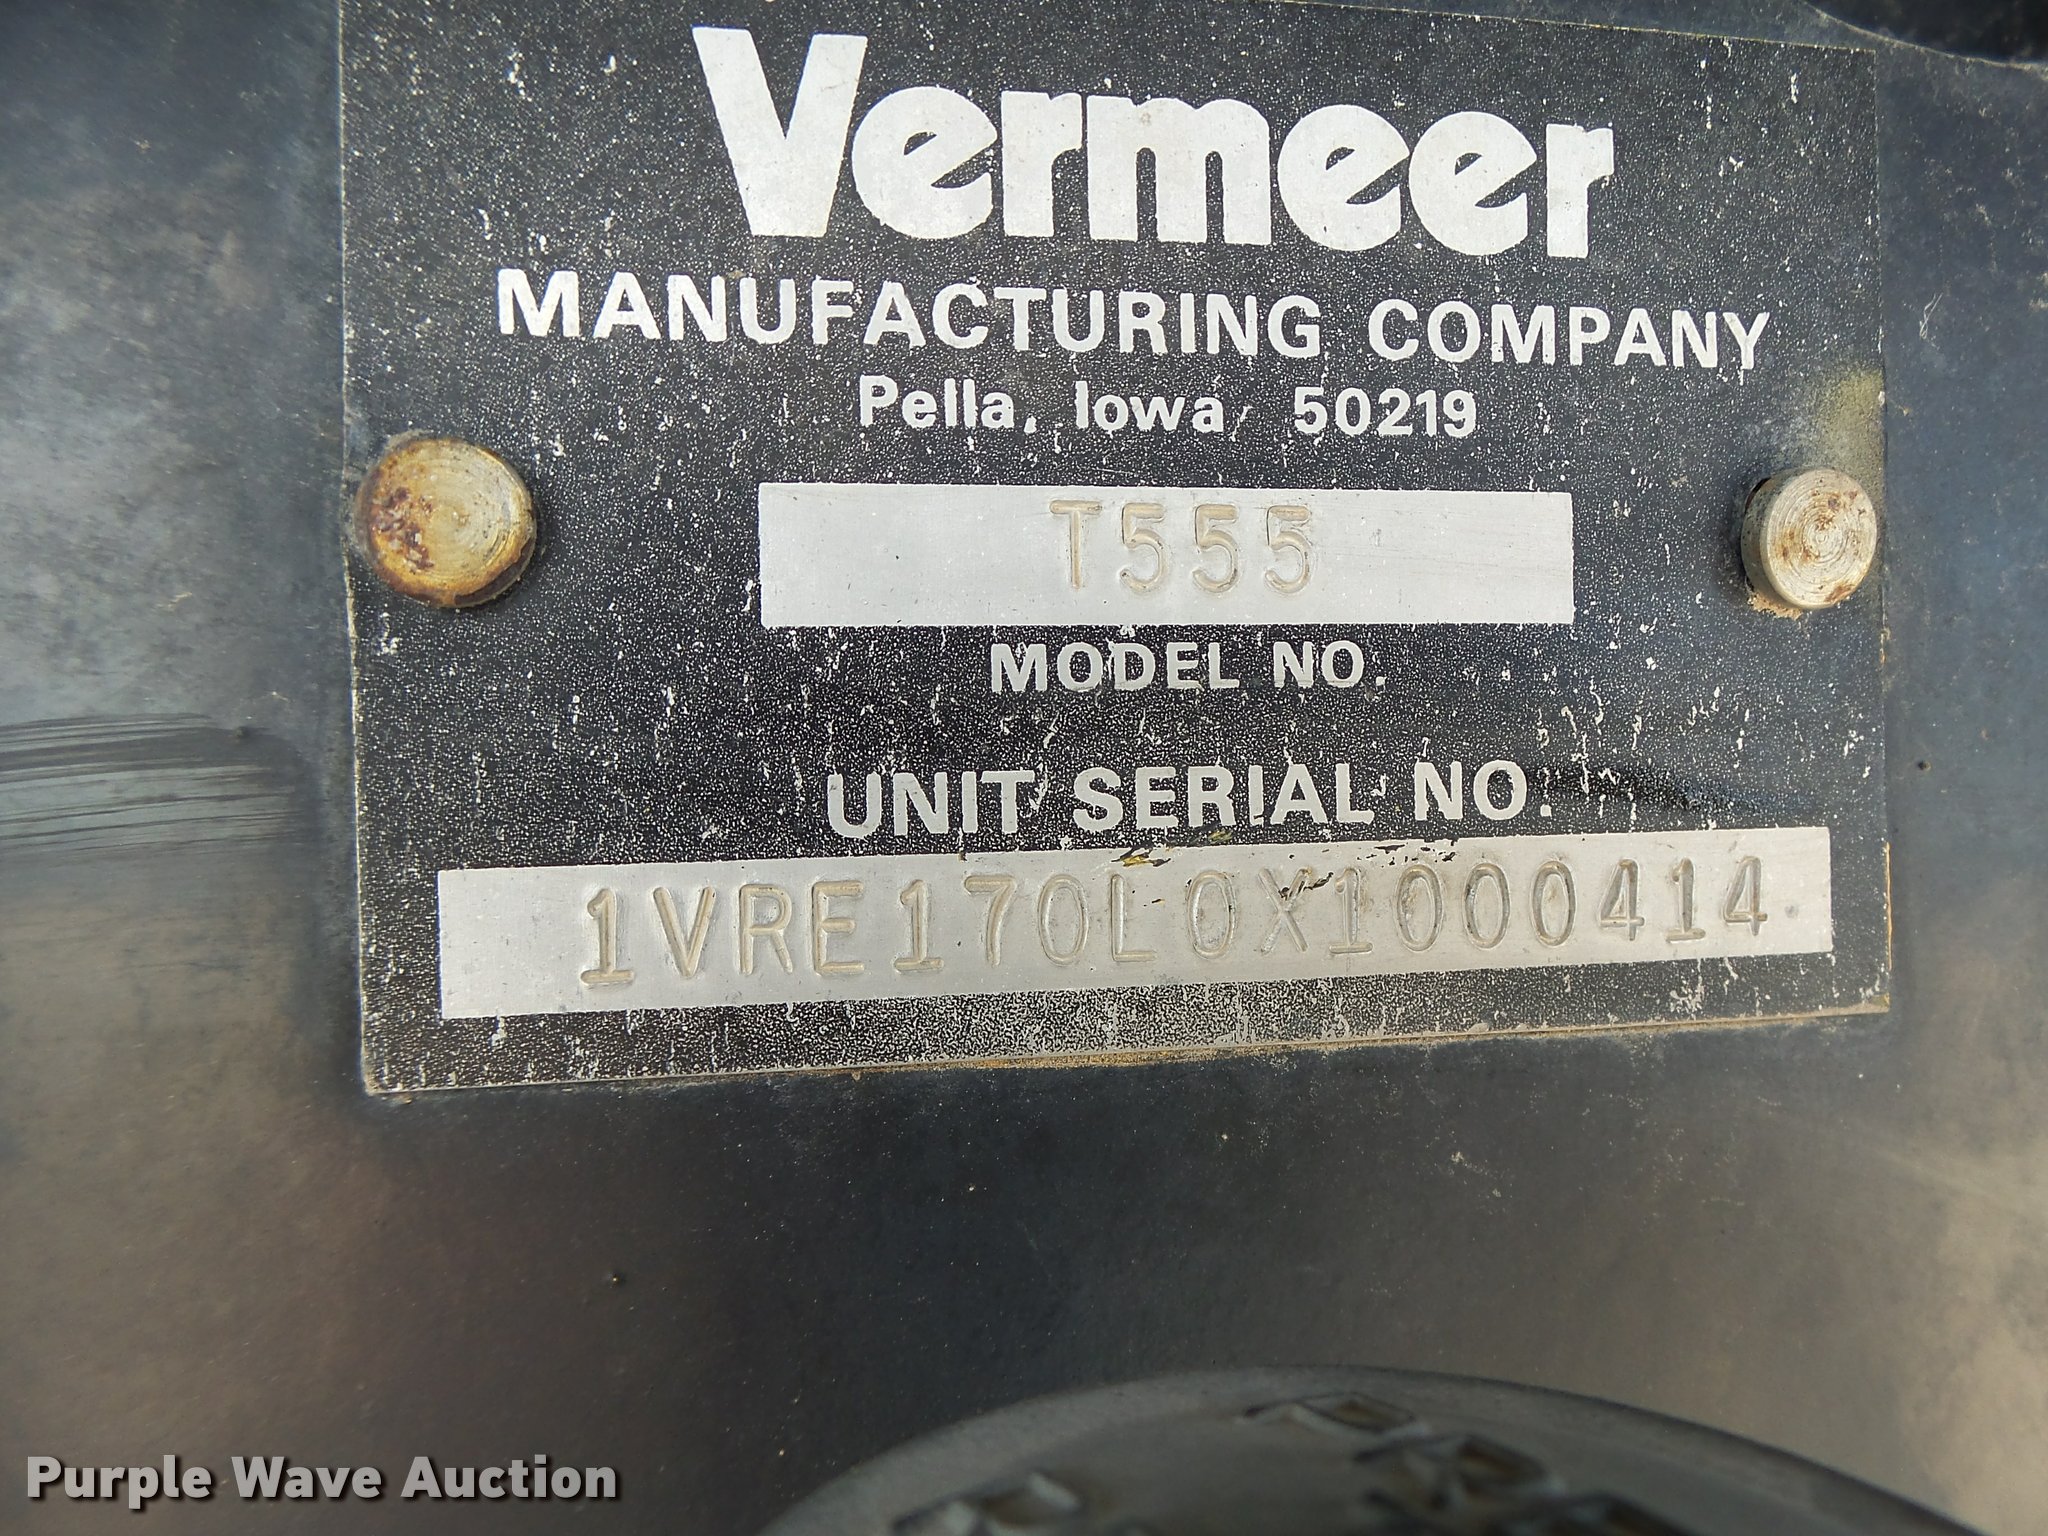 Vermeer
MANUFACTURING COMPANY
Pella, Iowa, 50219
T555
MODEL NO.
UNIT SERIAL NO.
1VRE170L0X1000414
Purple Wave Auction